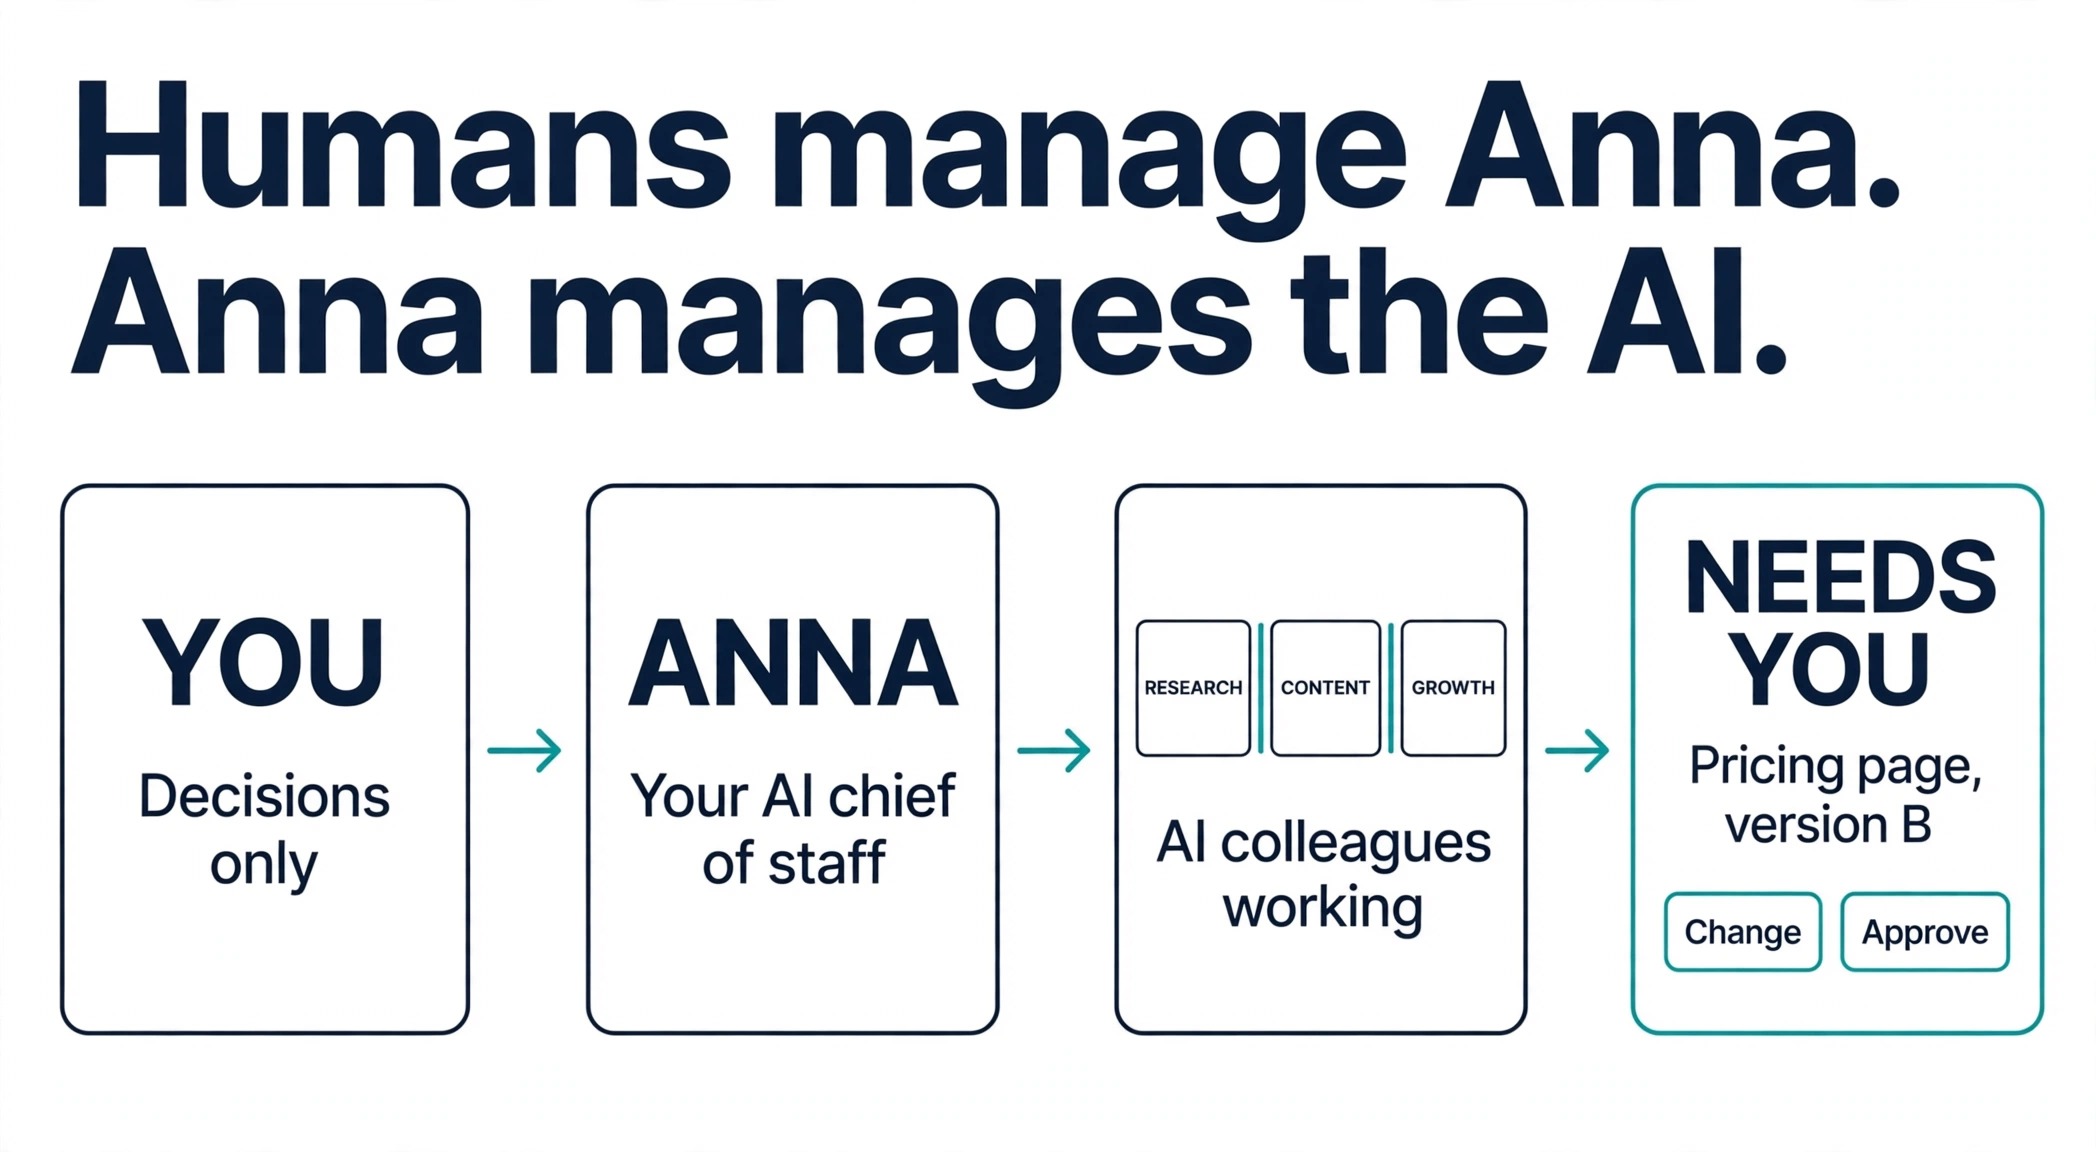 Humans manage Anna.
Anna manages the AI.
YOU
Decisions
only
ANNA
Your AI chief
of staff
RESEARCH
CONTENT
GROWTH
AI colleagues
working
NEEDS
YOU
Pricing page,
version B
Change
Approve